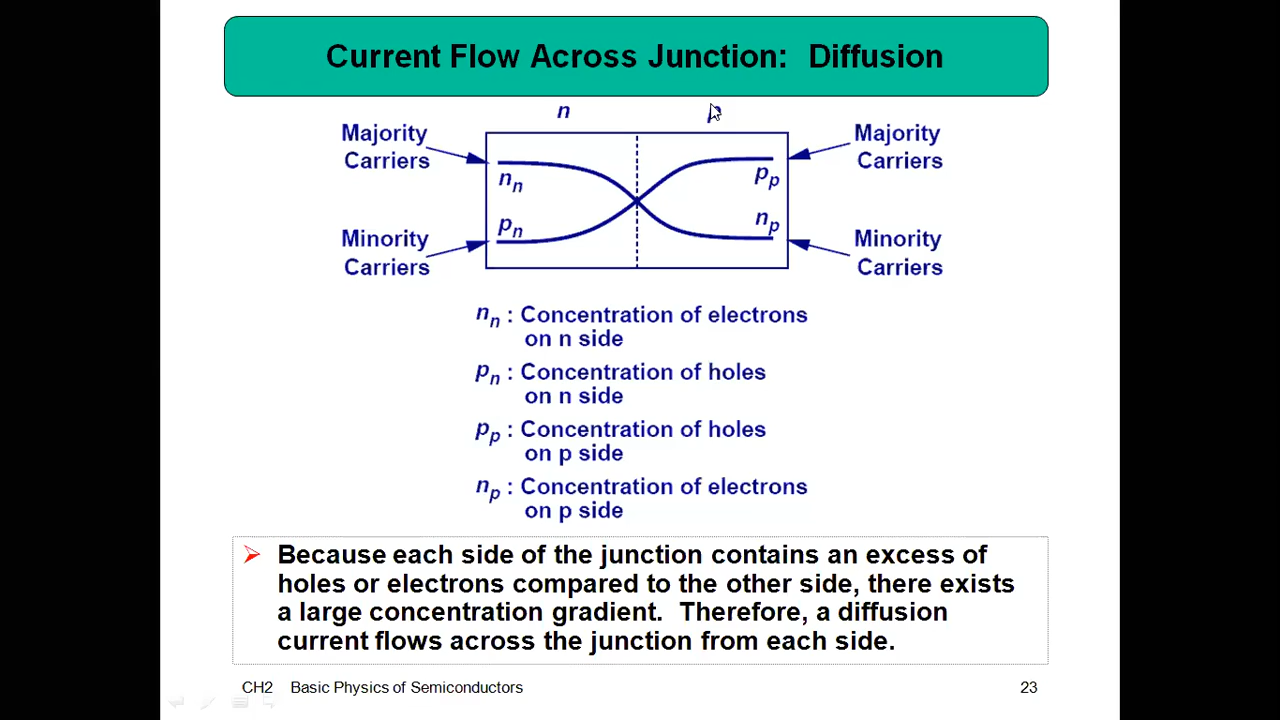 Current Flow Across Junction: Diffusion
n
p
Majority
Carriers
Majority
Carriers
n_n
p_p
p_n
n_p
Minority
Carriers
Minority
Carriers
n_n : Concentration of electrons
on n side
p_n : Concentration of holes
on n side
p_p : Concentration of holes
on p side
n_p : Concentration of electrons
on p side
Because each side of the junction contains an excess of
holes or electrons compared to the other side, there exists
a large concentration gradient. Therefore, a diffusion
current flows across the junction from each side.
CH2 Basic Physics of Semiconductors
23